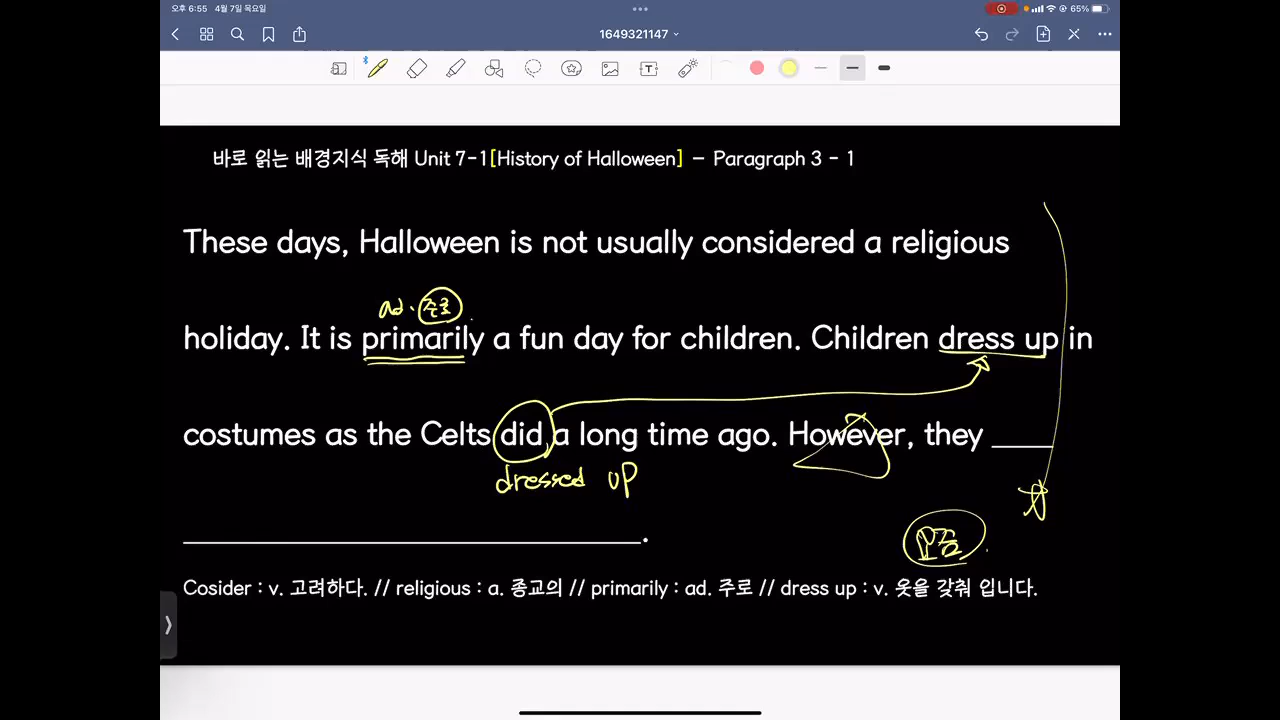 오후 6:55 4월 7일 목요일
65%
1649321147
바로 읽는 배경지식 독해 Unit 7-1[History of Halloween] – Paragraph 3 - 1
These days, Halloween is not usually considered a religious
ad. 주로
holiday. It is primarily a fun day for children. Children dress up in
costumes as the Celts did a long time ago. However, they ____
dressed up
____.
요즘
Cosider : v. 고려하다. // religious : a. 종교의 // primarily : ad. 주로 // dress up : v. 옷을 갖춰 입니다.